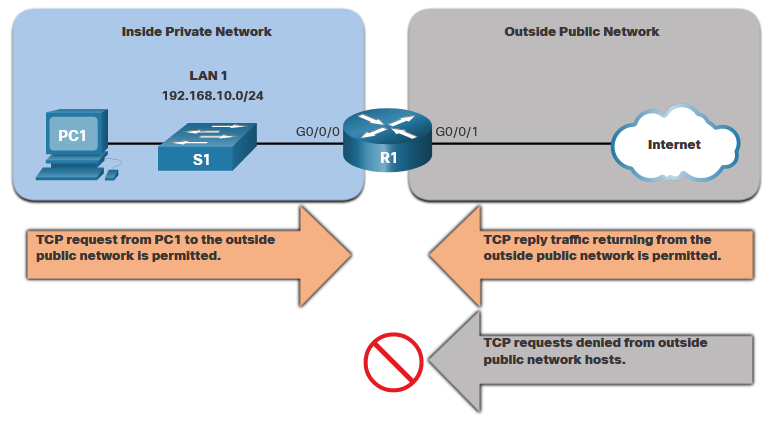 Inside Private Network
Outside Public Network
LAN 1
192.168.10.0/24
PC1
S1
G0/0/0
R1
G0/0/1
Internet
TCP request from PC1 to the outside
public network is permitted.
TCP reply traffic returning from the
outside public network is permitted.
TCP requests denied from outside
public network hosts.